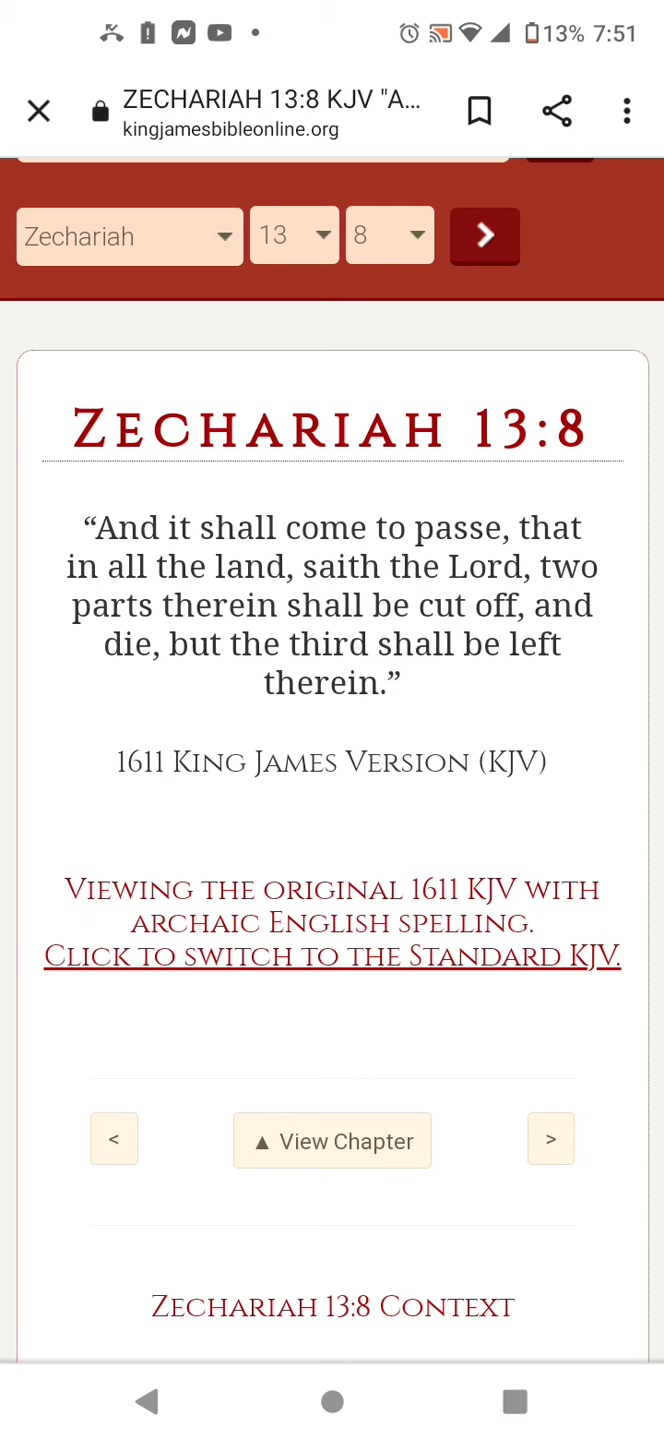 13% 7:51
ZECHARIAH 13:8 KJV "A...
kingjamesbibleonline.org
Zechariah 13 8
ZECHARIAH 13:8
“And it shall come to passe, that
in all the land, saith the Lord, two
parts therein shall be cut off, and
die, but the third shall be left
therein.”
1611 KING JAMES VERSION (KJV)
VIEWING THE ORIGINAL 1611 KJV WITH
ARCHAIC ENGLISH SPELLING.
CLICK TO SWITCH TO THE STANDARD KJV.
< ▲ View Chapter >
ZECHARIAH 13:8 CONTEXT